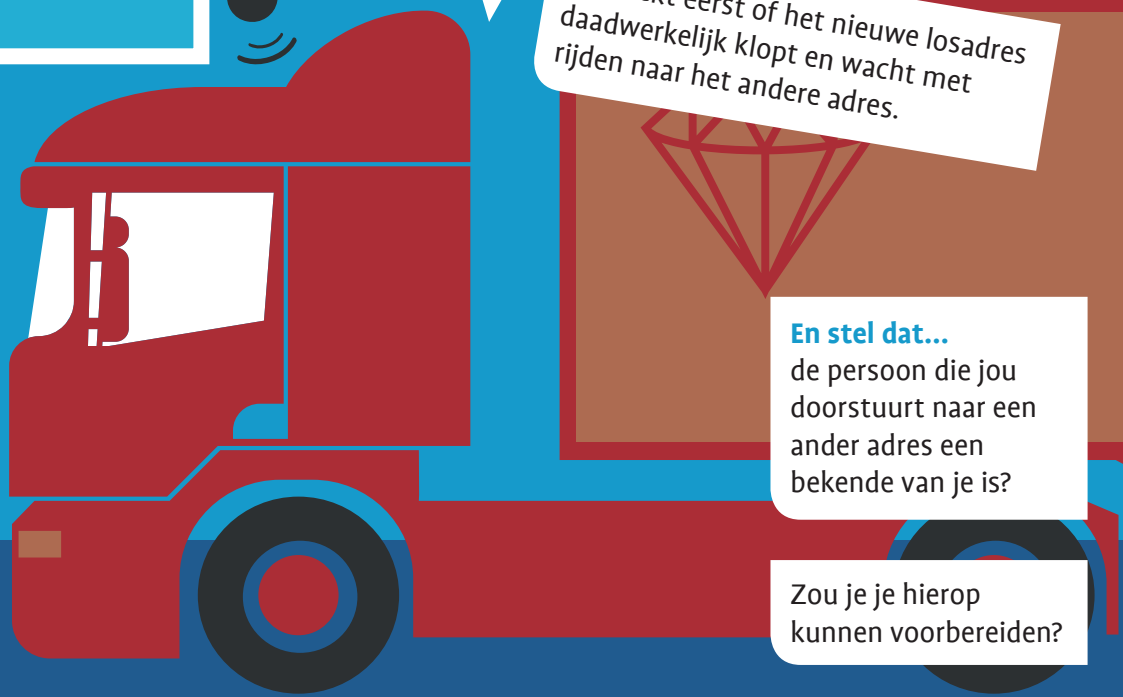 eerst of het nieuwe losadres
daadwerkelijk klopt en wacht met
rijden naar het andere adres.
En stel dat...
de persoon die jou
doorstuurt naar een
ander adres een
bekende van je is?
Zou je je hierop
kunnen voorbereiden?